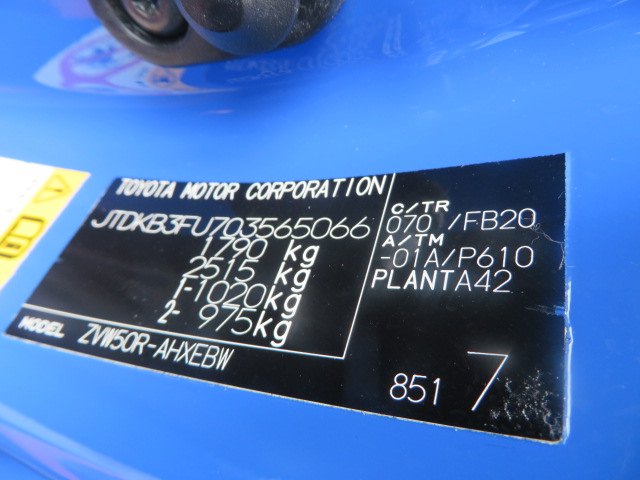 TOYOTA MOTOR CORPORATION
JTDKB3FU703565066
1790 kg
2515 kg
1-1020kg
2- 975kg
MODEL ZVW50R-AHXEBW
C/TR
070 /FB20
A/TM
-01A/P610
PLANTA42
851 7